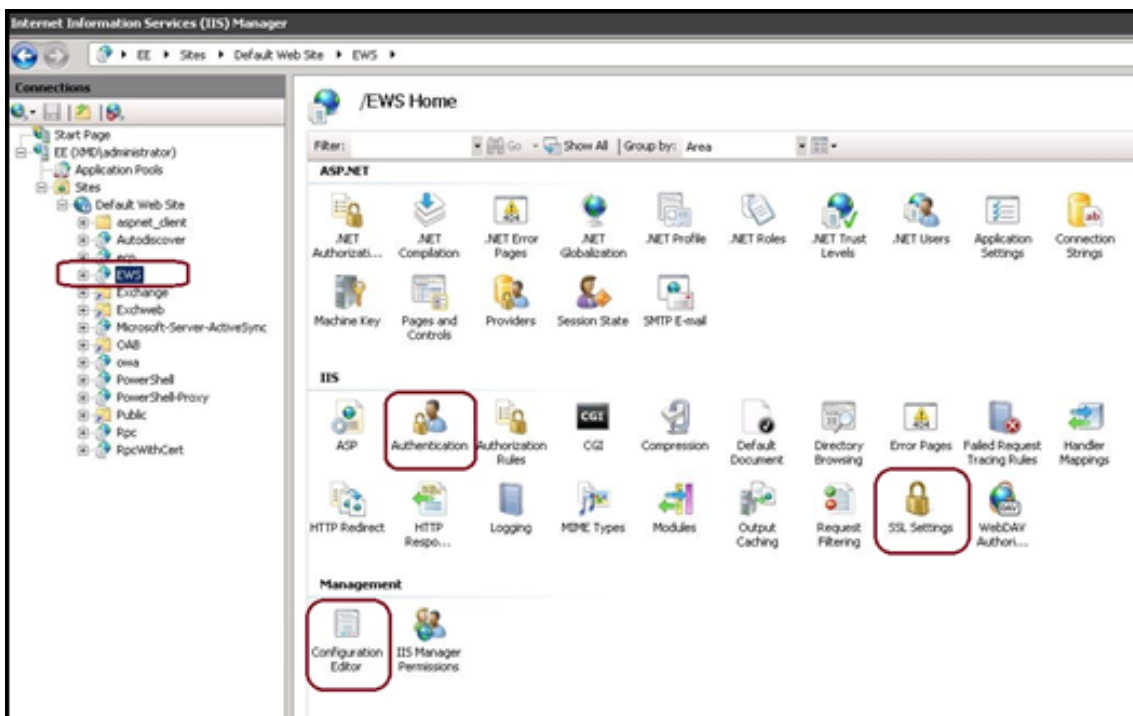 Internet Information Services (IIS) Manager
EE Sites Default Web Site EWS
Connections
Start Page
EE (XMD\administrator)
Application Pools
Sites
Default Web Site
aspnet_client
Autodiscover
ecp
EWS
Exchange
Exchweb
Microsoft-Server-ActiveSync
OAB
owa
PowerShell
PowerShell-Proxy
Public
Rpc
RpcWithCert
/EWS Home
Filter: Go Show All Group by: Area
ASP.NET
.NET Authorizati...
.NET Compilation
.NET Error Pages
.NET Globalization
.NET Profile
.NET Roles
.NET Trust Levels
.NET Users
Application Settings
Connection Strings
Machine Key
Pages and Controls
Providers
Session State
SMTP E-mail
IIS
ASP
Authentication
Authorization Rules
CGI
CGI
Compression
Default Document
Directory Browsing
Error Pages
Failed Request Tracing Rules
Handler Mappings
HTTP Redirect
HTTP Respo...
Logging
MIME Types
Modules
Output Caching
Request Filtering
SSL Settings
WebDAV Authori...
Management
Configuration Editor
IIS Manager Permissions